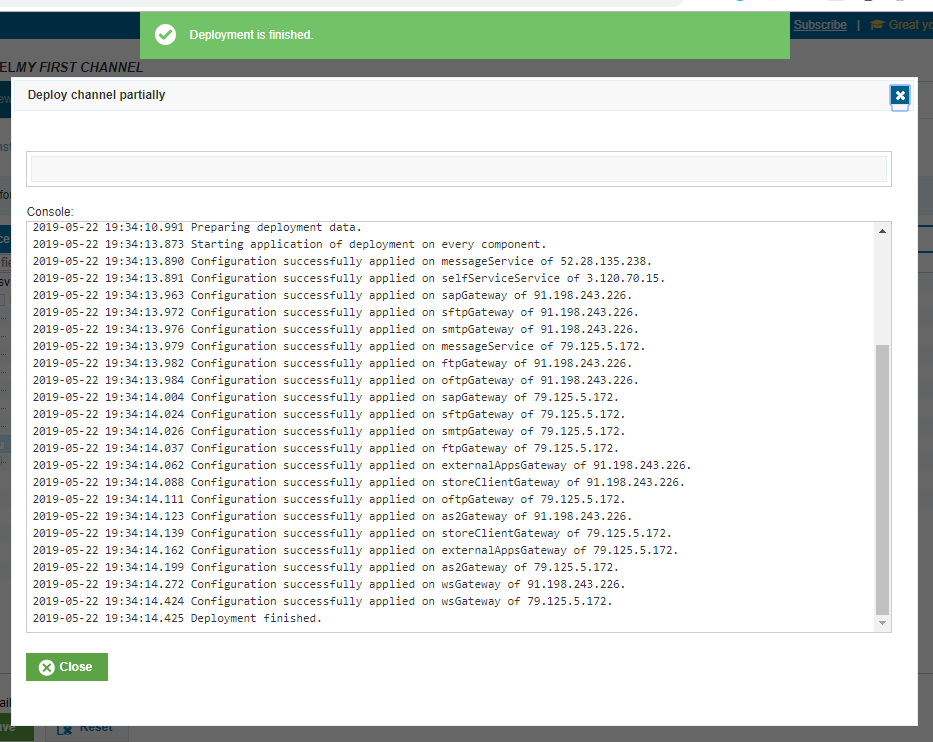 Deployment is finished.
Subscribe | Great yo
ELMY FIRST CHANNEL
Deploy channel partially
Console:
2019-05-22 19:34:10.991 Preparing deployment data.
2019-05-22 19:34:13.873 Starting application of deployment on every component.
2019-05-22 19:34:13.890 Configuration successfully applied on messageService of 52.28.135.238.
2019-05-22 19:34:13.891 Configuration successfully applied on selfServiceService of 3.120.70.15.
2019-05-22 19:34:13.963 Configuration successfully applied on sapGateway of 91.198.243.226.
2019-05-22 19:34:13.972 Configuration successfully applied on sftpGateway of 91.198.243.226.
2019-05-22 19:34:13.976 Configuration successfully applied on smtpGateway of 91.198.243.226.
2019-05-22 19:34:13.979 Configuration successfully applied on messageService of 79.125.5.172.
2019-05-22 19:34:13.982 Configuration successfully applied on ftpGateway of 91.198.243.226.
2019-05-22 19:34:13.984 Configuration successfully applied on oftpGateway of 91.198.243.226.
2019-05-22 19:34:14.004 Configuration successfully applied on sapGateway of 79.125.5.172.
2019-05-22 19:34:14.024 Configuration successfully applied on sftpGateway of 79.125.5.172.
2019-05-22 19:34:14.026 Configuration successfully applied on smtpGateway of 79.125.5.172.
2019-05-22 19:34:14.037 Configuration successfully applied on ftpGateway of 79.125.5.172.
2019-05-22 19:34:14.062 Configuration successfully applied on externalAppsGateway of 91.198.243.226.
2019-05-22 19:34:14.088 Configuration successfully applied on storeClientGateway of 91.198.243.226.
2019-05-22 19:34:14.111 Configuration successfully applied on oftpGateway of 79.125.5.172.
2019-05-22 19:34:14.123 Configuration successfully applied on as2Gateway of 91.198.243.226.
2019-05-22 19:34:14.139 Configuration successfully applied on storeClientGateway of 79.125.5.172.
2019-05-22 19:34:14.162 Configuration successfully applied on externalAppsGateway of 79.125.5.172.
2019-05-22 19:34:14.199 Configuration successfully applied on as2Gateway of 79.125.5.172.
2019-05-22 19:34:14.272 Configuration successfully applied on wsGateway of 91.198.243.226.
2019-05-22 19:34:14.424 Configuration successfully applied on wsGateway of 79.125.5.172.
2019-05-22 19:34:14.425 Deployment finished.
Close
Reset